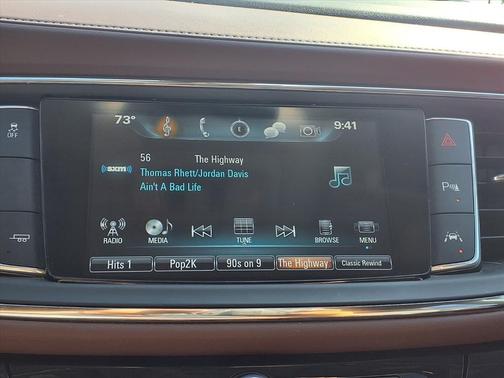 73° 9:41
56 The Highway
((sxm))
Thomas Rhett/Jordan Davis
Ain't A Bad Life
RADIO MEDIA TUNE BROWSE MENU
Hits 1 Pop2K 90s on 9 The Highway Classic Rewind
OFF
P